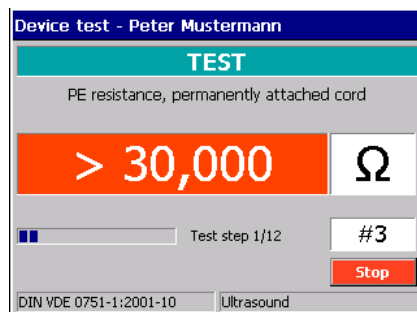 Device test - Peter Mustermann
TEST
PE resistance, permanently attached cord
> 30,000 Ω
Test step 1/12 #3
Stop
DIN VDE 0751-1:2001-10 Ultrasound